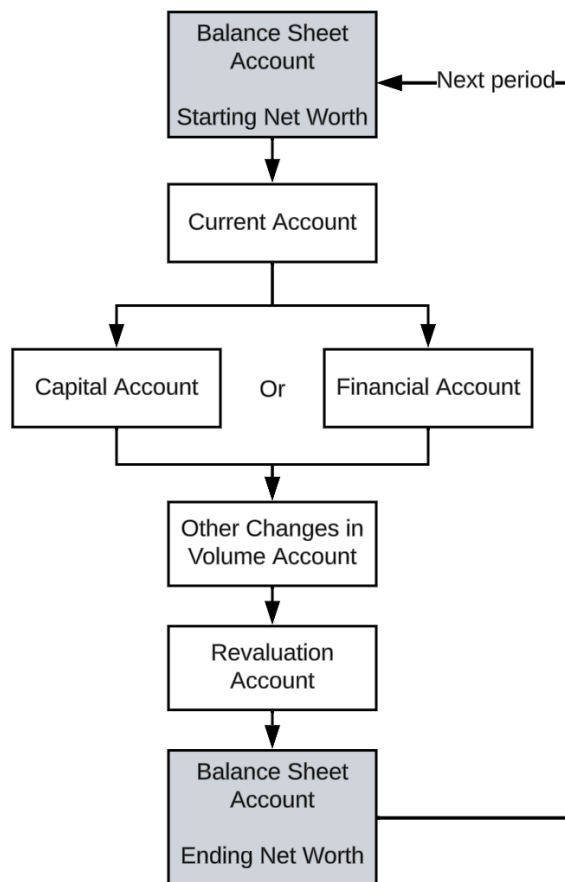 Balance Sheet
Account
Starting Net Worth
Next period
Current Account
Capital Account
Or
Financial Account
Other Changes in
Volume Account
Revaluation
Account
Balance Sheet
Account
Ending Net Worth